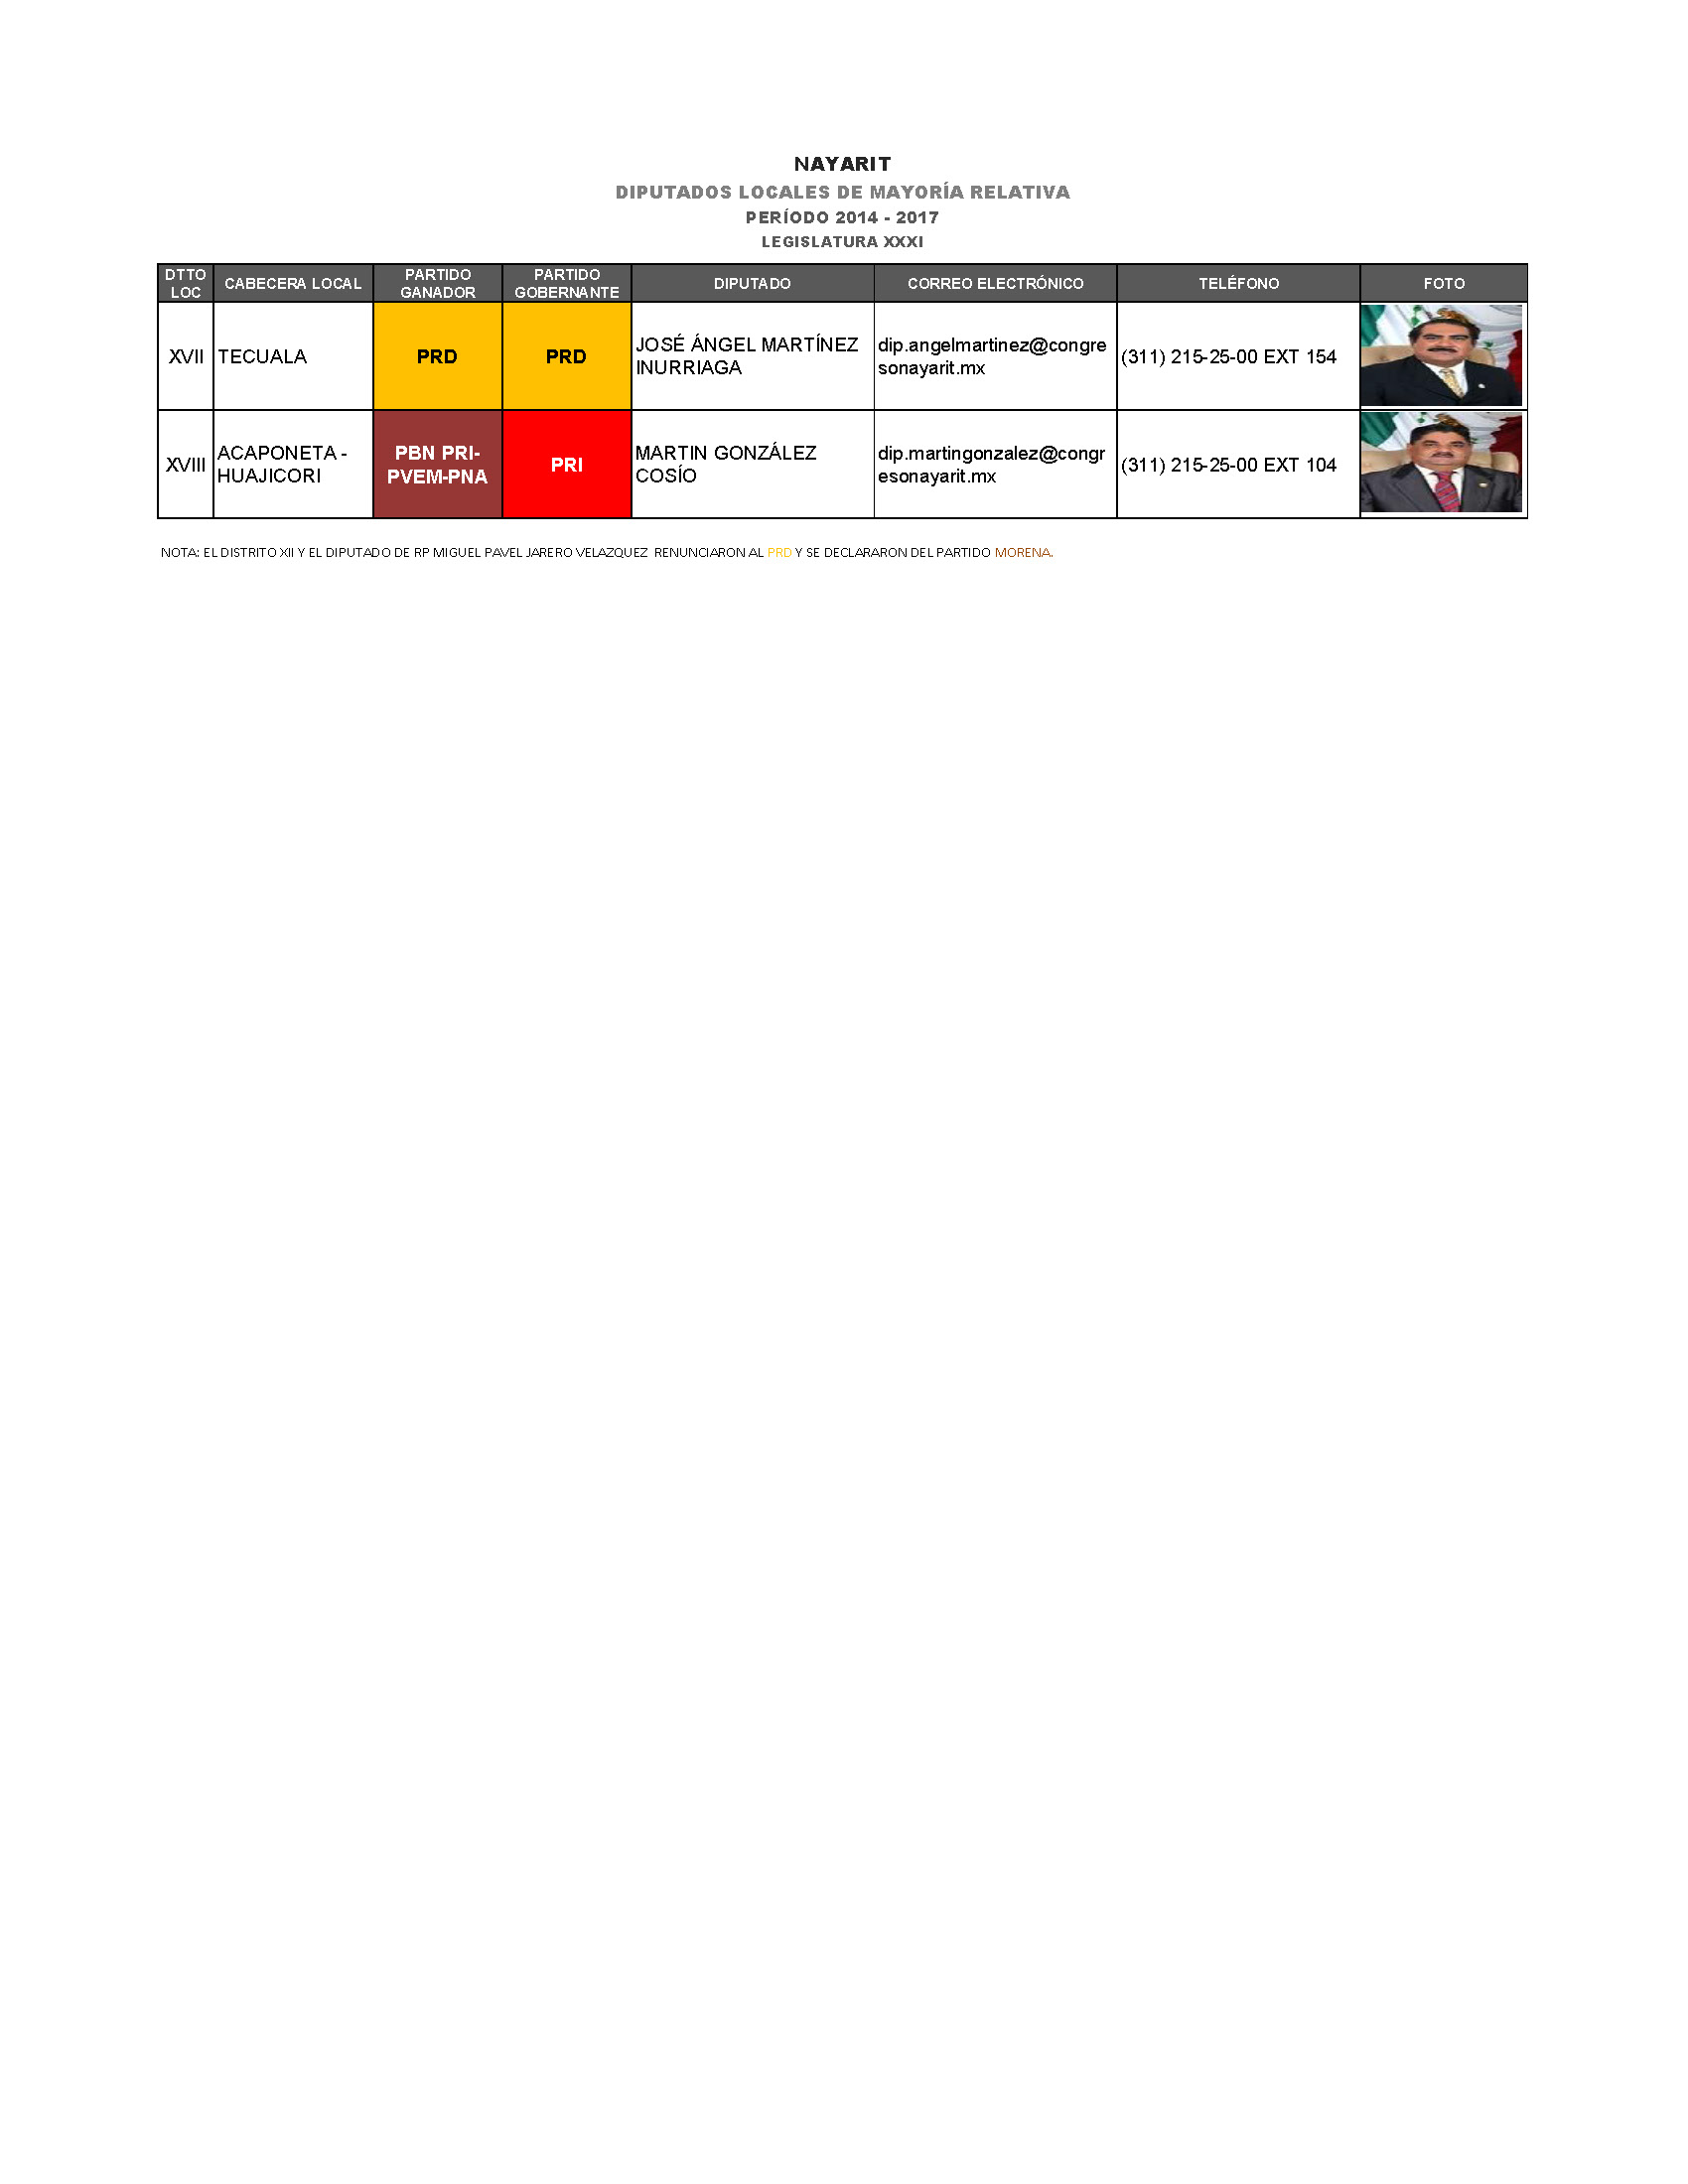 NAYARIT
DIPUTADOS LOCALES DE MAYORÍA RELATIVA
PERÍODO 2014 - 2017
LEGISLATURA XXXI
DTTO LOC CABECERA LOCAL PARTIDO GANADOR PARTIDO GOBERNANTE DIPUTADO CORREO ELECTRÓNICO TELÉFONO FOTO
XVII TECUALA PRD PRD JOSÉ ÁNGEL MARTÍNEZ INURRIAGA dip.angelmartinez@congresonayarit.mx (311) 215-25-00 EXT 154
XVIII ACAPONETA - HUAJICORI PBN PRI-PVEM-PNA PRI MARTIN GONZÁLEZ COSÍO dip.martingonzalez@congresonayarit.mx (311) 215-25-00 EXT 104
NOTA: EL DISTRITO XII Y EL DIPUTADO DE RP MIGUEL PAVEL JARERO VELAZQUEZ RENUNCIARON AL PRD Y SE DECLARARON DEL PARTIDO MORENA.